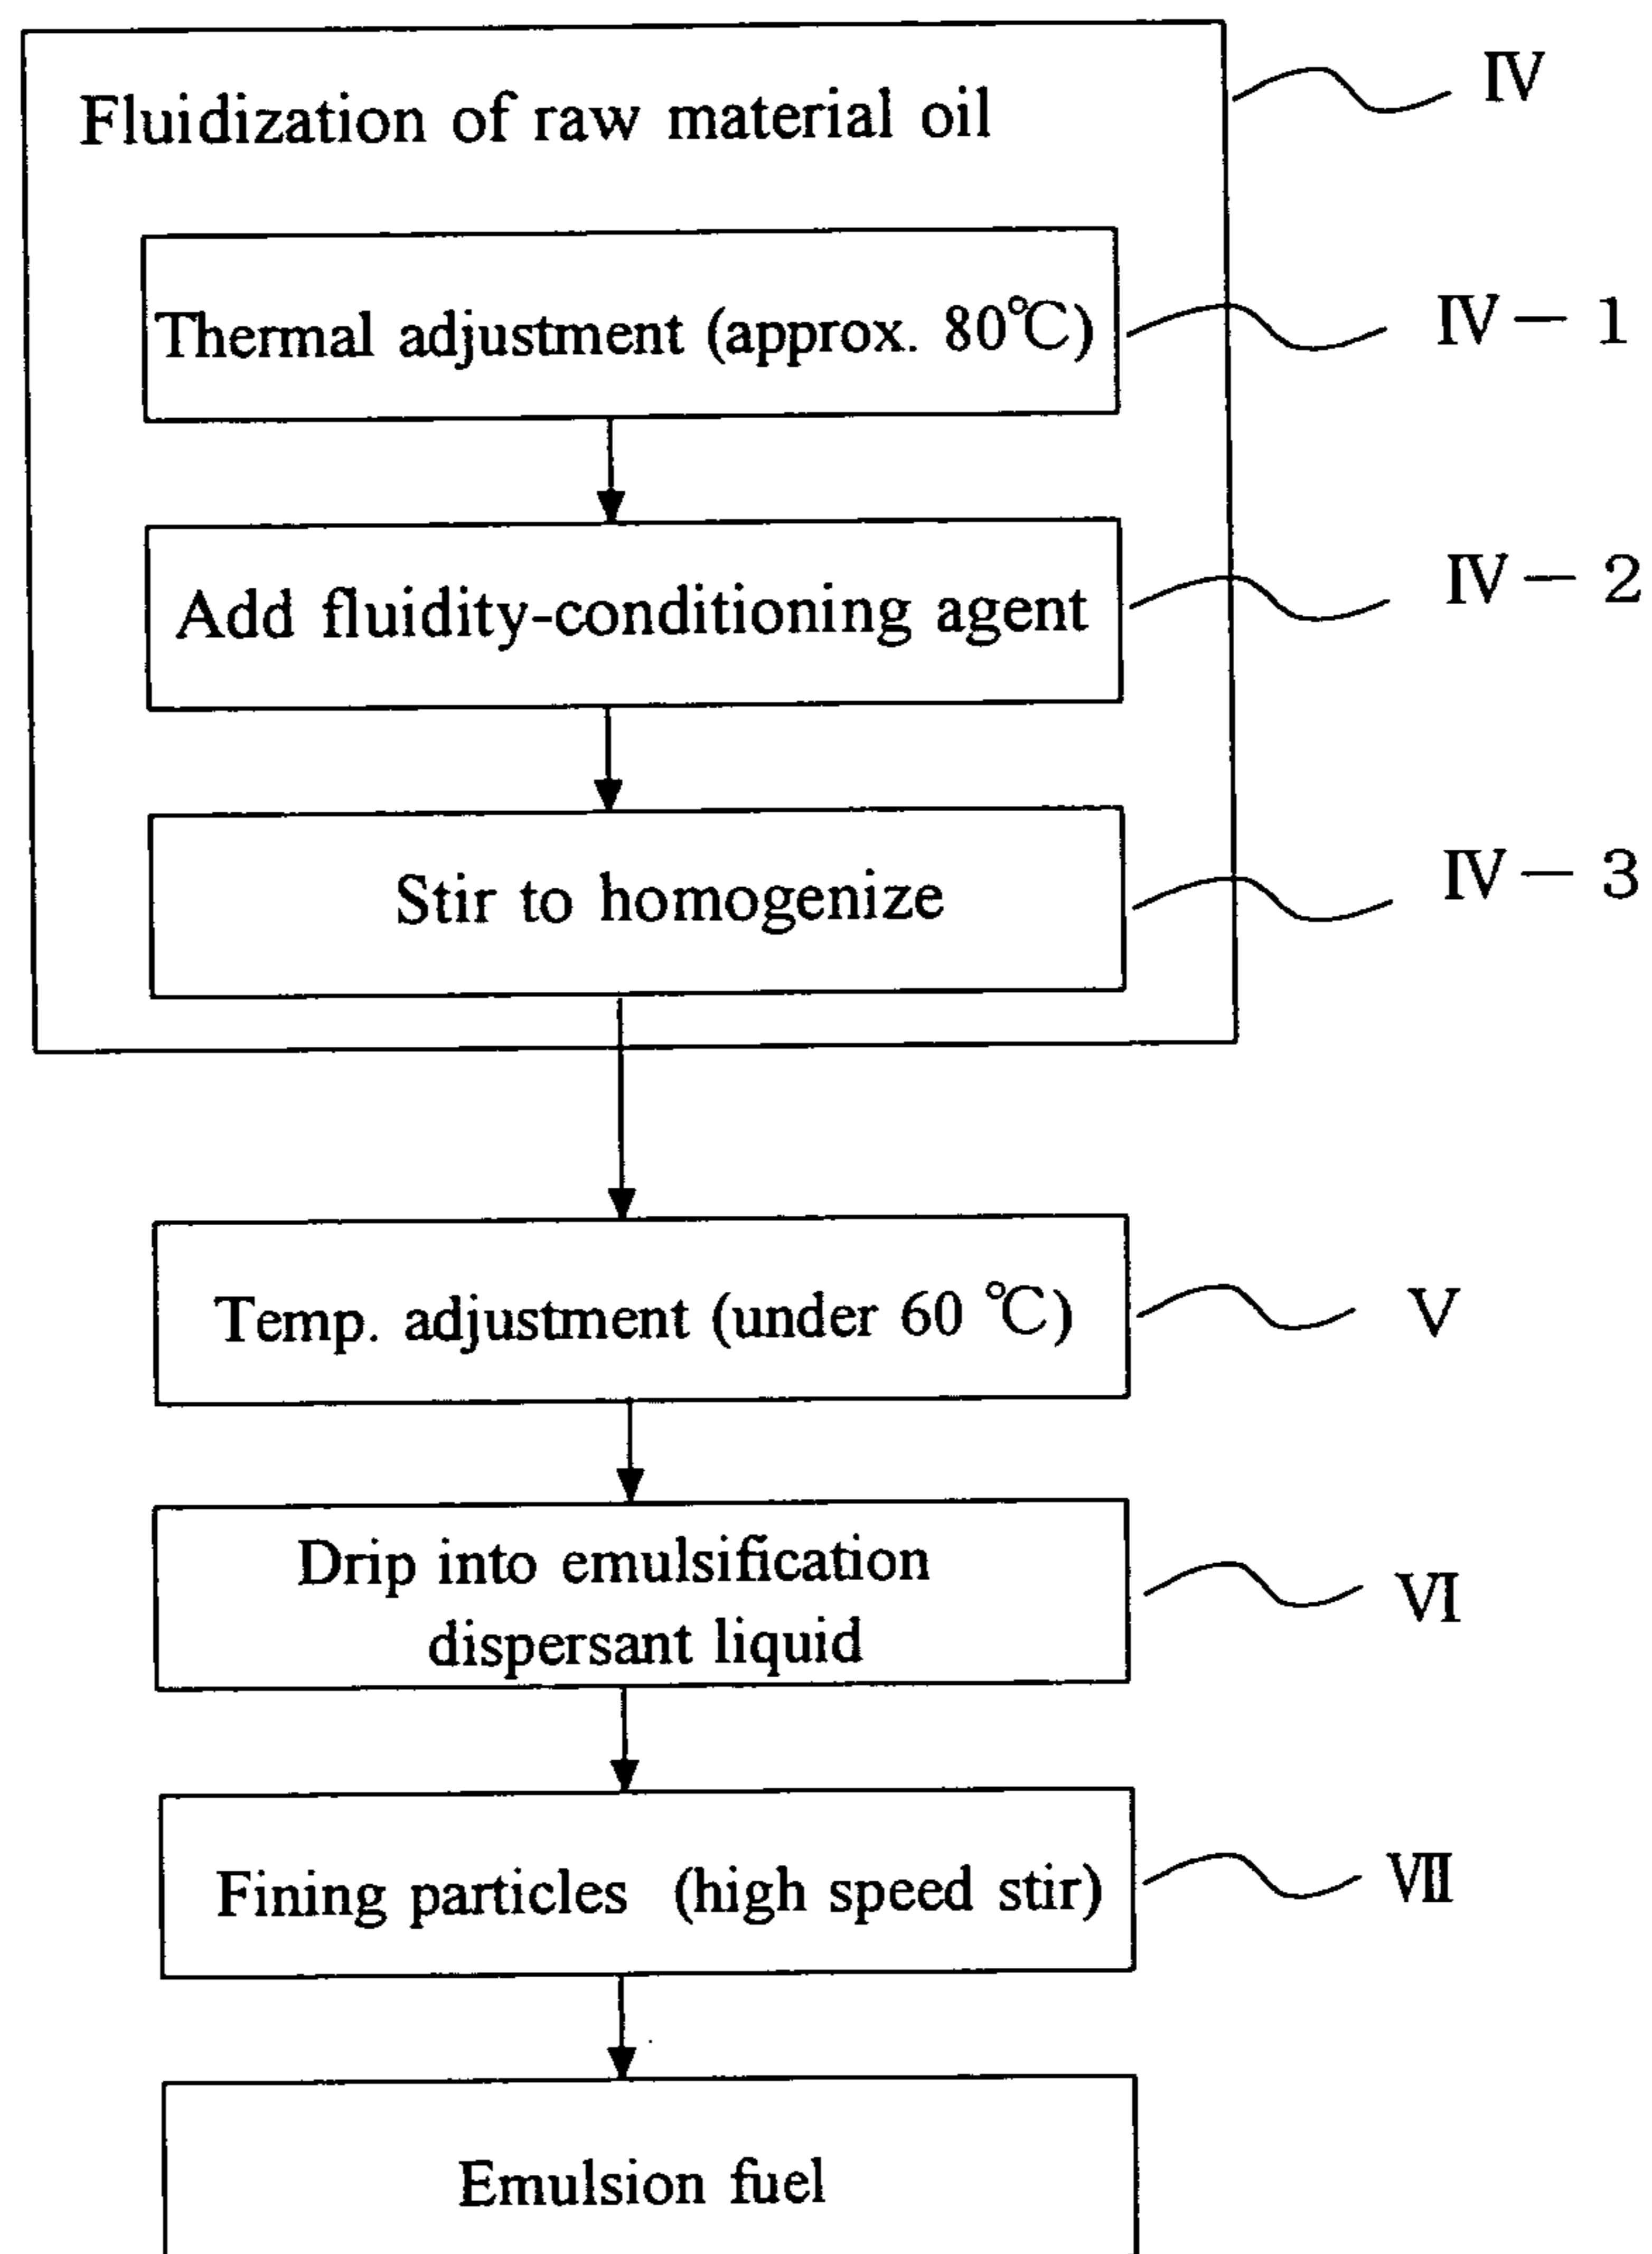 Fluidization of raw material oil
Ⅳ
Thermal adjustment (approx. 80℃)
Ⅳ－1
Add fluidity-conditioning agent
Ⅳ－2
Stir to homogenize
Ⅳ－3
Temp. adjustment (under 60 ℃)
Ⅴ
Drip into emulsification
dispersant liquid
Ⅵ
Fining particles (high speed stir)
Ⅶ
Emulsion fuel